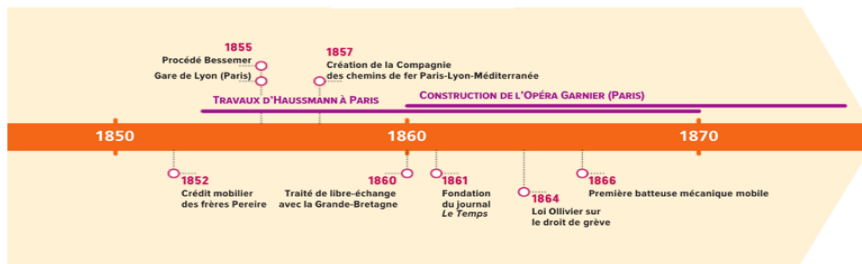 1855
Procédé Bessemer
Gare de Lyon (Paris)
1857
Création de la Compagnie
des chemins de fer Paris-Lyon-Méditerranée
TRAVAUX D'HAUSSMANN À PARIS
CONSTRUCTION DE L'OPÉRA GARNIER (PARIS)
1850
1860
1870
1852
Crédit mobilier
des frères Pereire
1860
Traité de libre-échange
avec la Grande-Bretagne
1861
Fondation
du journal
Le Temps
1864
Loi Ollivier sur
le droit de grève
1866
Première batteuse mécanique mobile